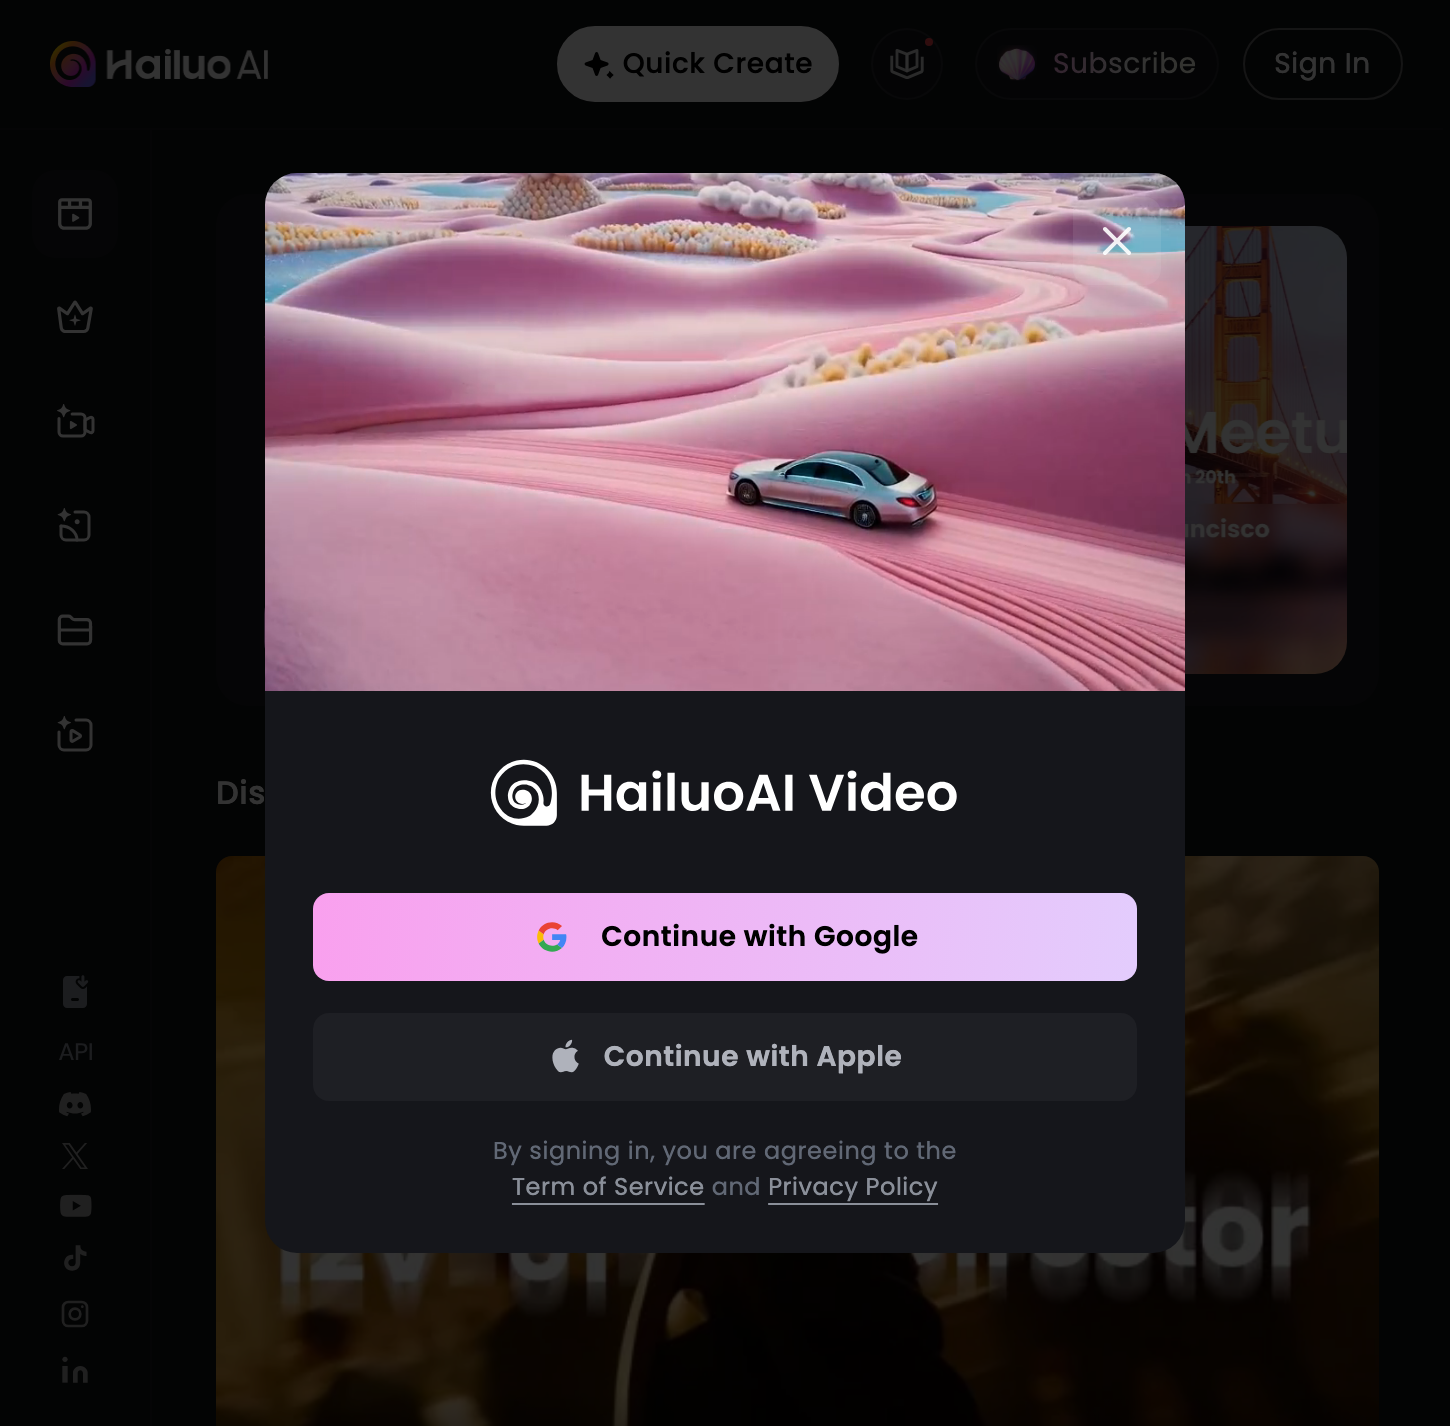 Hailuo AI
Quick Create
Subscribe
Sign In
Meetu
20th
ncisco
HailuoAI Video
Dis
Continue with Google
Continue with Apple
API
By signing in, you are agreeing to the
Term of Service and Privacy Policy
in